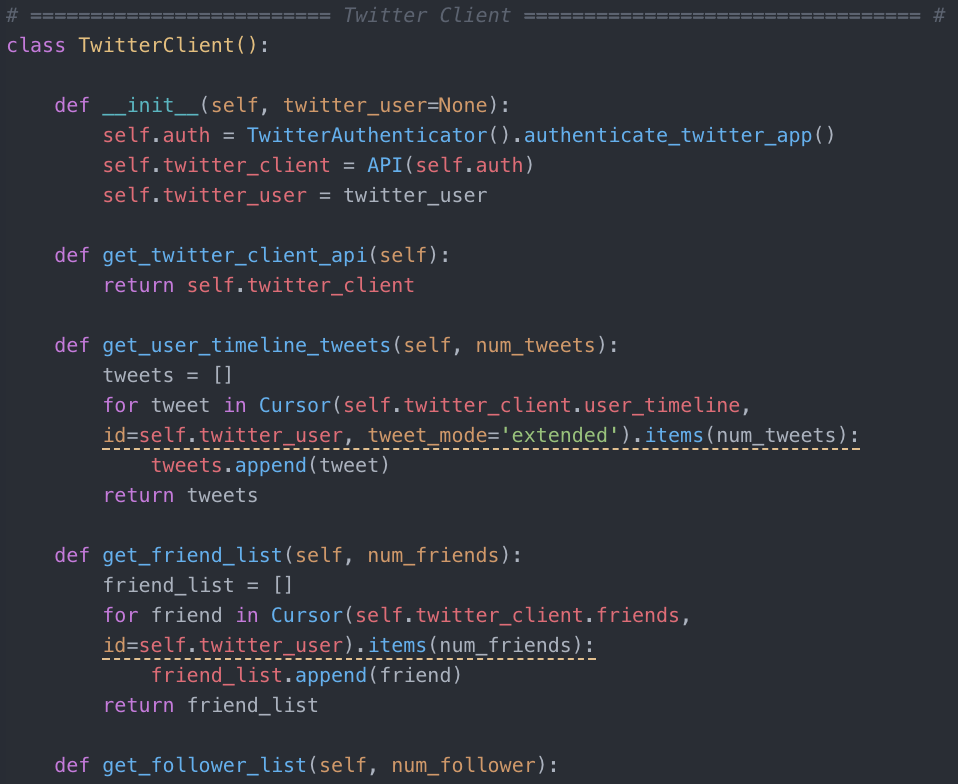 # ========================= Twitter Client ================================= #
class TwitterClient():

    def __init__(self, twitter_user=None):
        self.auth = TwitterAuthenticator().authenticate_twitter_app()
        self.twitter_client = API(self.auth)
        self.twitter_user = twitter_user

    def get_twitter_client_api(self):
        return self.twitter_client

    def get_user_timeline_tweets(self, num_tweets):
        tweets = []
        for tweet in Cursor(self.twitter_client.user_timeline,
        id=self.twitter_user, tweet_mode='extended').items(num_tweets):
            tweets.append(tweet)
        return tweets

    def get_friend_list(self, num_friends):
        friend_list = []
        for friend in Cursor(self.twitter_client.friends,
        id=self.twitter_user).items(num_friends):
            friend_list.append(friend)
        return friend_list

    def get_follower_list(self, num_follower):